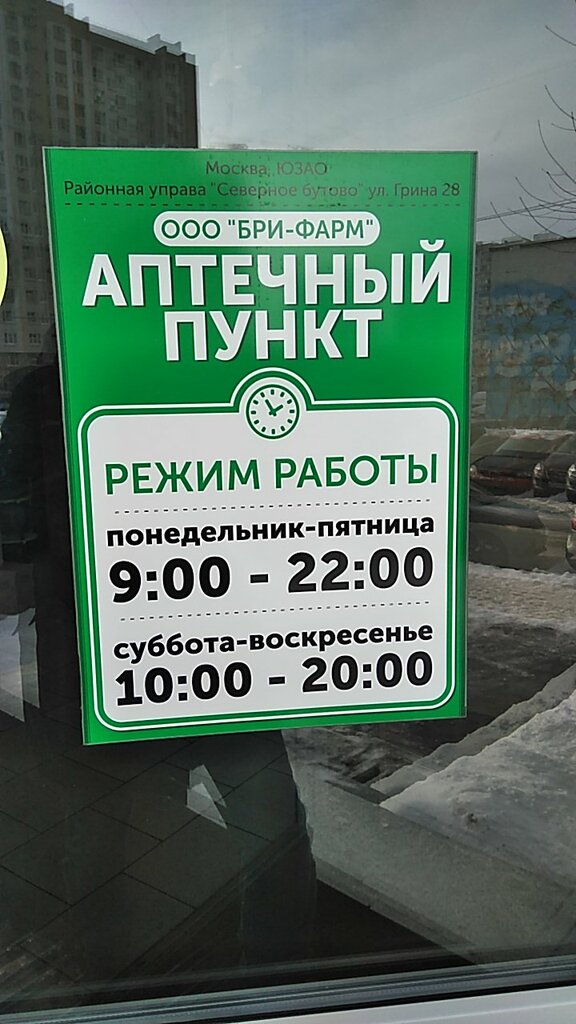 Москва, ЮЗАО
Районная управа "Северное бутово" ул. Грина 28
ООО "БРИ-ФАРМ"
АПТЕЧНЫЙ
ПУНКТ
РЕЖИМ РАБОТЫ
понедельник-пятница
9:00 - 22:00
суббота-воскресенье
10:00 - 20:00